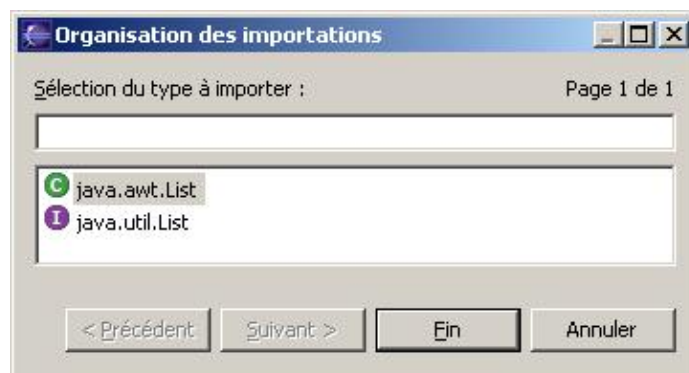 Organisation des importations
Sélection du type à importer : Page 1 de 1
C java.awt.List
I java.util.List
< Précédent Suivant > Fin Annuler